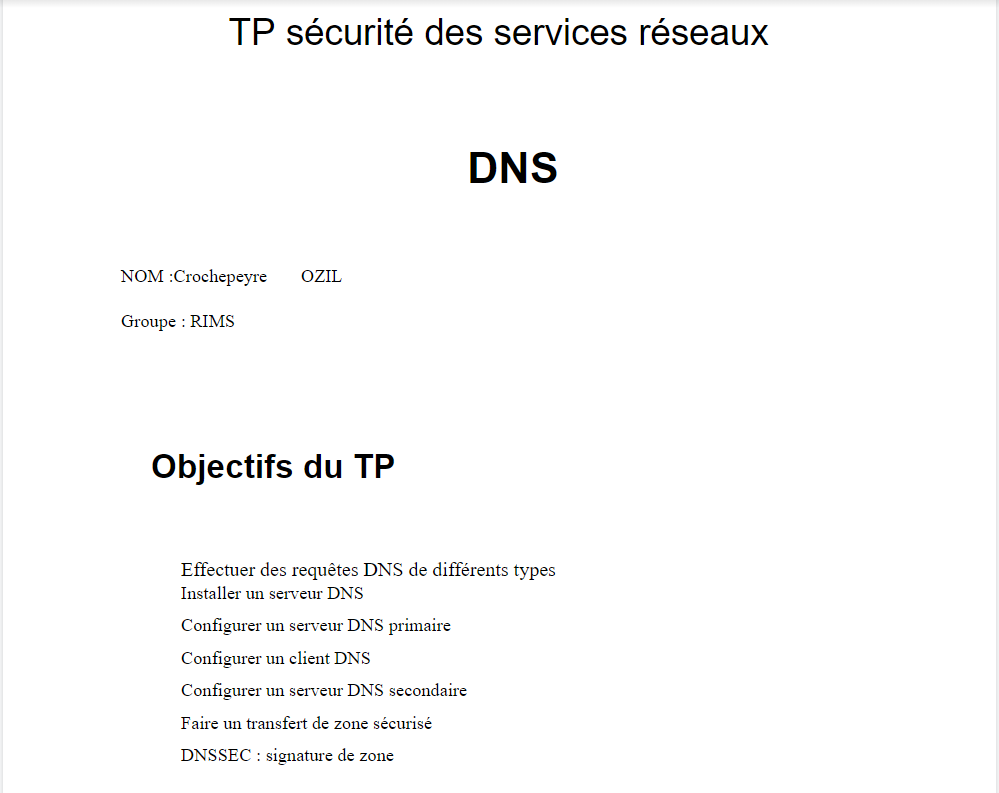 TP sécurité des services réseaux
DNS
NOM :Crochepeyre OZIL
Groupe : RIMS
Objectifs du TP
Effectuer des requêtes DNS de différents types
Installer un serveur DNS
Configurer un serveur DNS primaire
Configurer un client DNS
Configurer un serveur DNS secondaire
Faire un transfert de zone sécurisé
DNSSEC : signature de zone